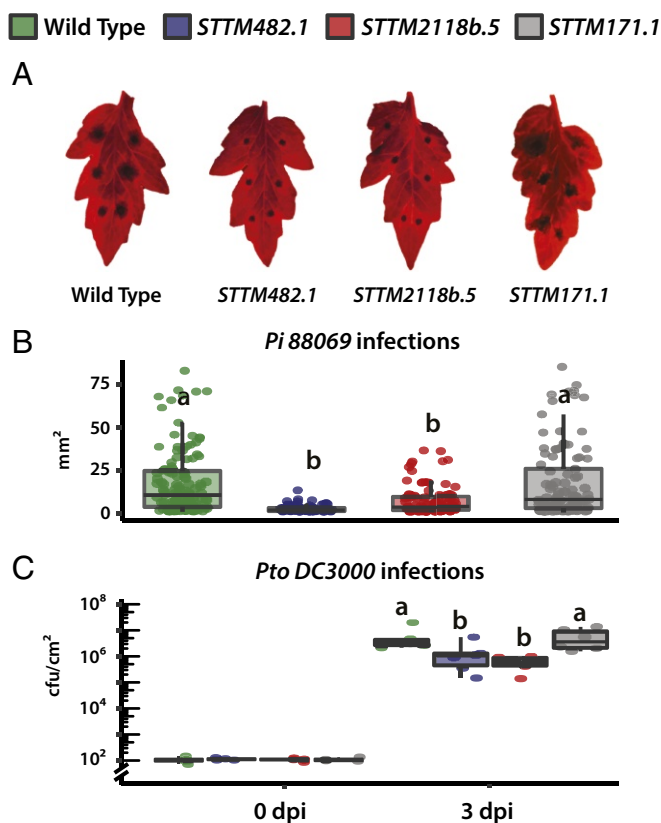 Wild Type STTM482.1 STTM2118b.5 STTM171.1
A
Wild Type STTM482.1 STTM2118b.5 STTM171.1
B
Pi 88069 infections
mm²
75
50
25
0
a b b a
C
Pto DC3000 infections
cfu/cm²
10⁸
10⁶
10⁴
10²
a b b a
0 dpi 3 dpi